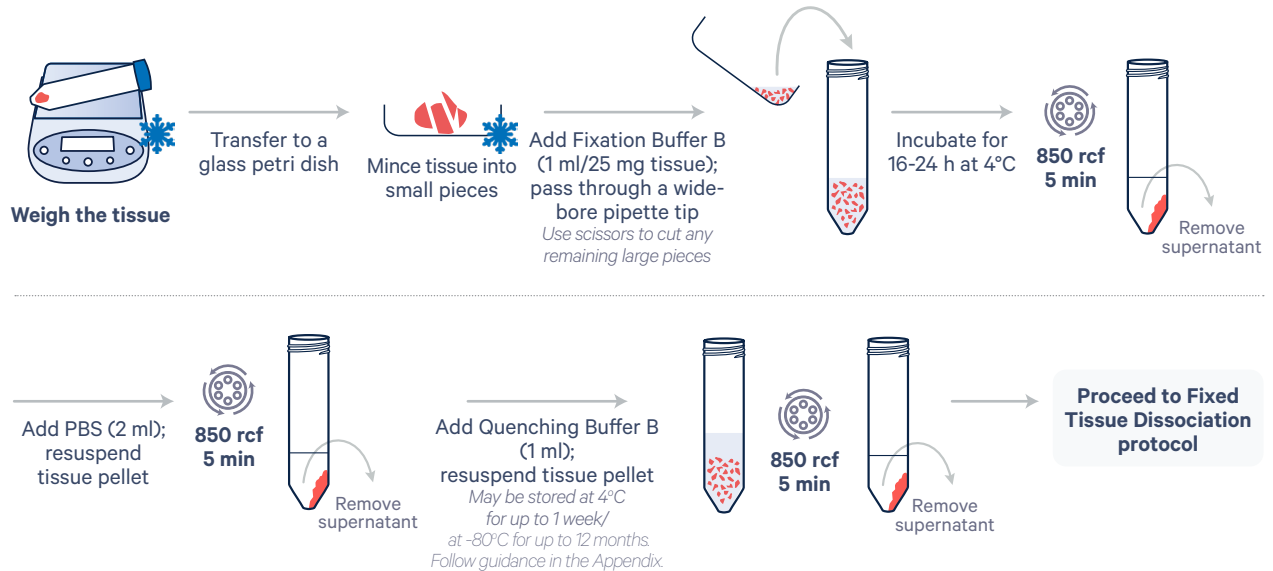 Weigh the tissue
Transfer to a
glass petri dish
Mince tissue into
small pieces
Add Fixation Buffer B
(1 ml/25 mg tissue);
pass through a wide-
bore pipette tip
Use scissors to cut any
remaining large pieces
Incubate for
16-24 h at 4°C
850 rcf
5 min
Remove
supernatant
Add PBS (2 ml);
resuspend
tissue pellet
850 rcf
5 min
Remove
supernatant
Add Quenching Buffer B
(1 ml);
resuspend tissue pellet
May be stored at 4°C
for up to 1 week/
at -80°C for up to 12 months.
Follow guidance in the Appendix.
850 rcf
5 min
Remove
supernatant
Proceed to Fixed
Tissue Dissociation
protocol